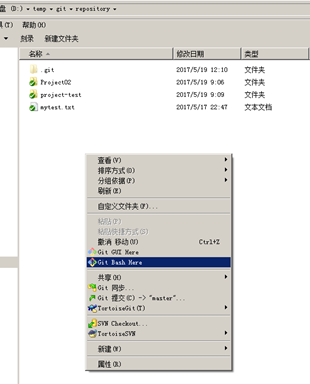 盘 (D:) ▸ temp ▸ git ▸ repository ▸
具(T) 帮助(H)
刻录 新建文件夹
名称 修改日期 类型
.git 2017/5/19 12:10 文件夹
Project02 2017/5/19 9:06 文件夹
project-text 2017/5/19 9:09 文件夹
mytest.txt 2017/5/17 22:47 文本文档
查看(V)
排序方式(O)
分组依据(P)
刷新(E)
自定义文件夹(F)...
粘贴(P)
粘贴快捷方式(S)
撤消 移动(U) Ctrl+Z
Git GUI Here
Git Bash Here
共享(H)
Git 同步...
Git 提交(C) -> "master"...
TortoiseGit(T)
SVN Checkout...
TortoiseSVN
新建(W)
属性(R)